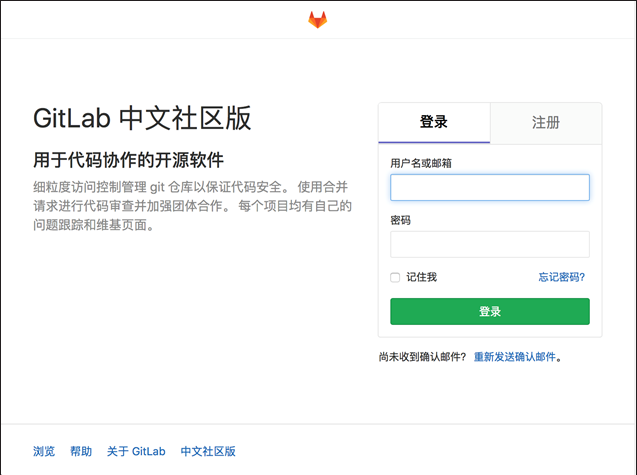 GitLab 中文社区版
用于代码协作的开源软件
细粒度访问控制管理 git 仓库以保证代码安全。 使用合并
请求进行代码审查并加强团体合作。 每个项目均有自己的
问题跟踪和维基页面。
登录 注册
用户名或邮箱
密码
记住我 忘记密码?
登录
尚未收到确认邮件? 重新发送确认邮件。
浏览 帮助 关于 GitLab 中文社区版